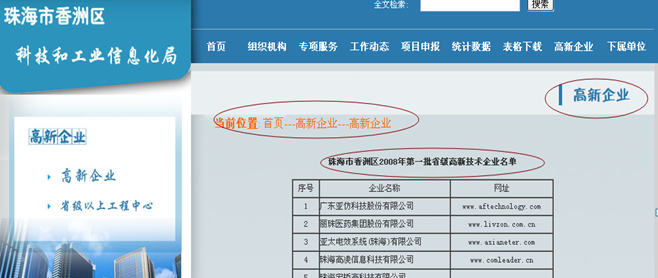 珠海市香洲区
科技和工业信息化局
全文检索：
搜索
首页 组织机构 专项服务 工作动态 项目申报 统计数据 表格下载 高新企业 下属单位
高新企业
高新企业
省级以上工程中心
高新企业
当前位置: 首页---高新企业---高新企业
珠海市香洲区2008年第一批省级高新技术企业名单
序号 企业名称 网址
1 广东亚仿科技股份有限公司 www.aftechnology.com
2 丽珠医药集团股份有限公司 www.livzon.com.cn
3 亚太电效系统(珠海)有限公司 www.asiameter.com
4 珠海高凌信息科技有限公司 www.comleader.cn
5